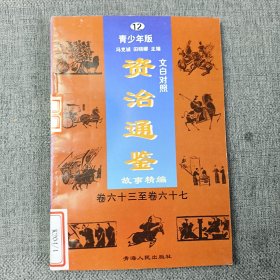 12
青少年版
冯克诚 田晓娜 主编
文白对照
资治通鉴
故事精编
卷六十三至卷六十七
青海人民出版社